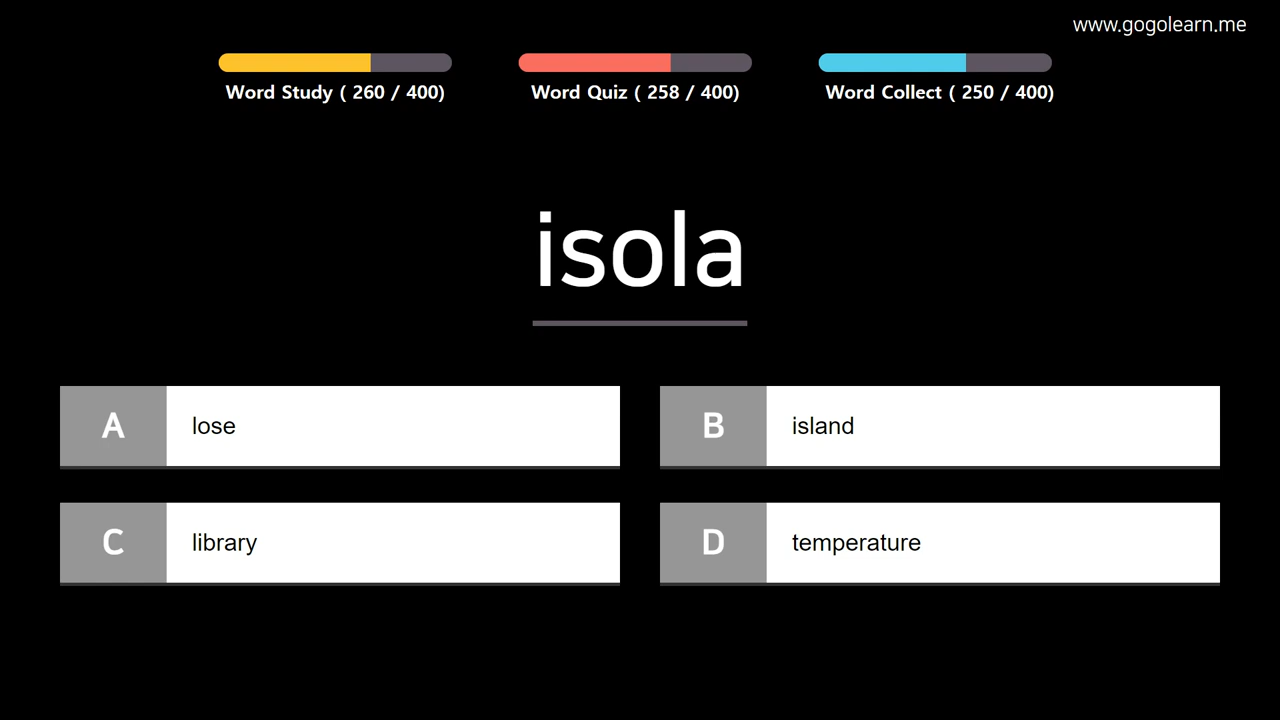 www.gogolearn.me
Word Study ( 260 / 400)
Word Quiz ( 258 / 400)
Word Collect ( 250 / 400)
isola
A lose
B island
C library
D temperature